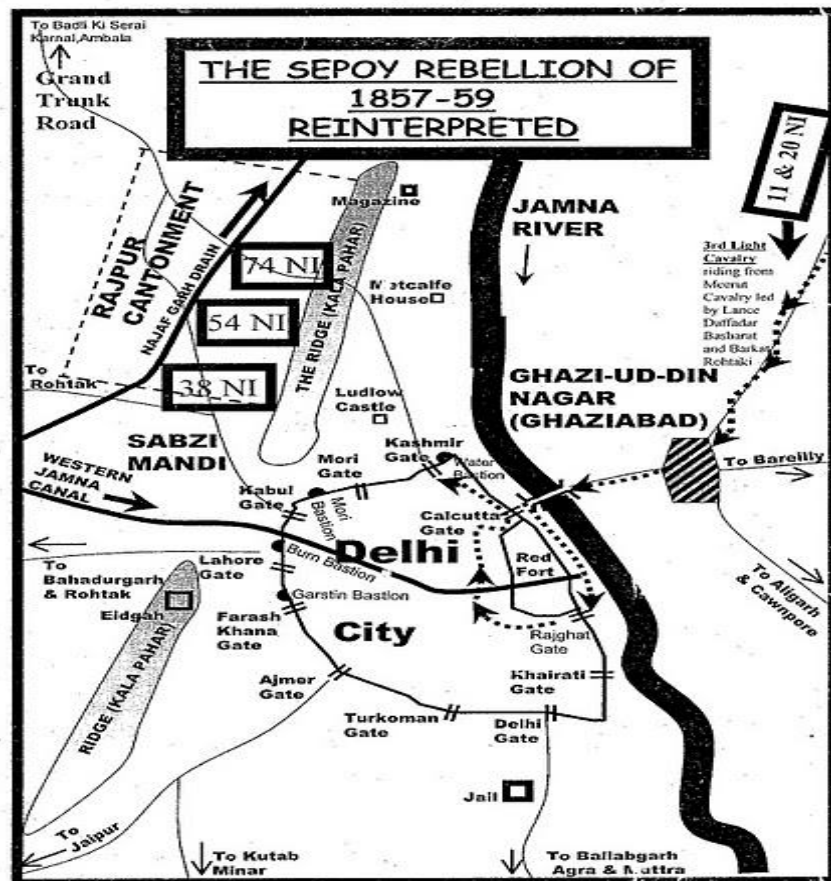 To Badli Ki Serai
Karnal,Ambala
Grand
Trunk
Road
THE SEPOY REBELLION OF
1857-59
REINTERPRETED
11 & 20 NI
Magazine
JAMNA
RIVER
RAJPUR
CANTONMENT
NAJAF GARH DRAIN
74 NI
54 NI
38 NI
THE RIDGE (KALA PAHAR)
Metcalfe
House
3rd Light
Cavalry
riding from
Meerut
Cavalry led
by Lance
Daffadar
Basharat
and Barkat
Rohtaki
To
Rohtak
Ludlow
Castle
GHAZI-UD-DIN
NAGAR
(GHAZIABAD)
SABZI
MANDI
Mori
Gate
Kashmir
Gate
Water
Bastion
To Bareilly
WESTERN
JAMNA
CANAL
Kabul
Gate
Mori
Bastion
Calcutta
Gate
Delhi
Red
Fort
To
Bahadurgarh
& Rohtak
Lahore
Gate
Burn Bastion
Garstin Bastion
To Aligarh
& Cawnpore
Eidgah
Farash
Khana
Gate
City
Rajghat
Gate
RIDGE (KALA PAHAR)
Ajmer
Gate
Khairati
Gate
Turkoman
Gate
Delhi
Gate
Jail
To
Jaipur
To Kutab
Minar
To Ballabgarh
Agra & Muttra